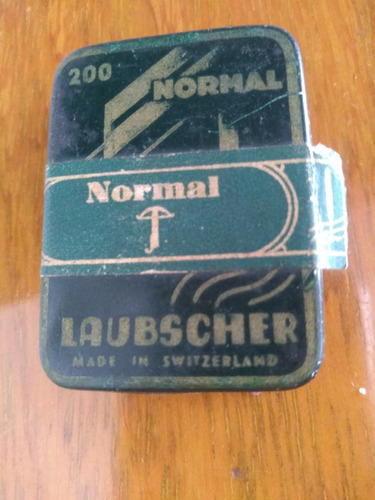 200
NORMAL
Normal
LAUBSCHER
MADE IN SWITZERLAND